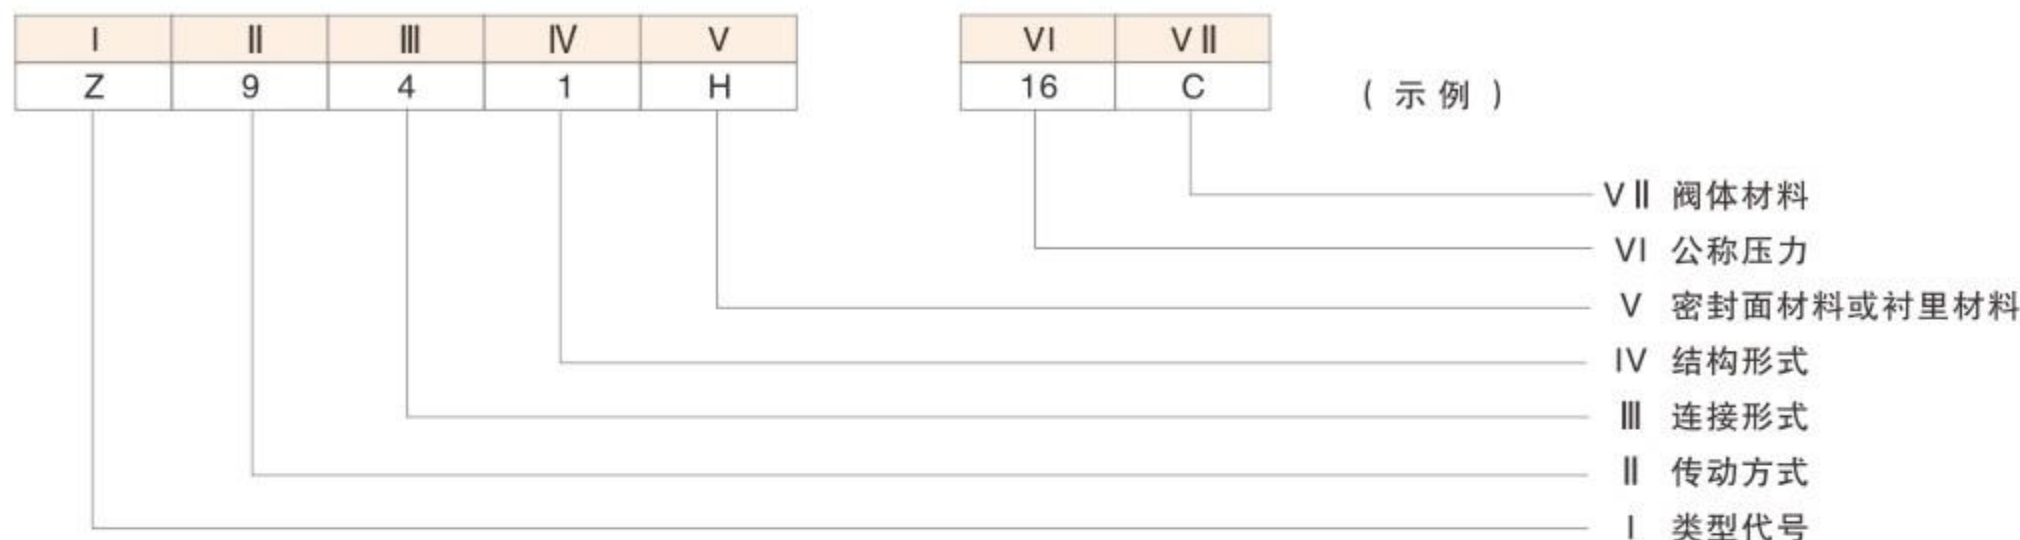 I II III IV V VI VII
Z 9 4 1 H 16 C (示例)
VII 阀体材料
VI 公称压力
V 密封面材料或衬里材料
IV 结构形式
III 连接形式
II 传动方式
I 类型代号